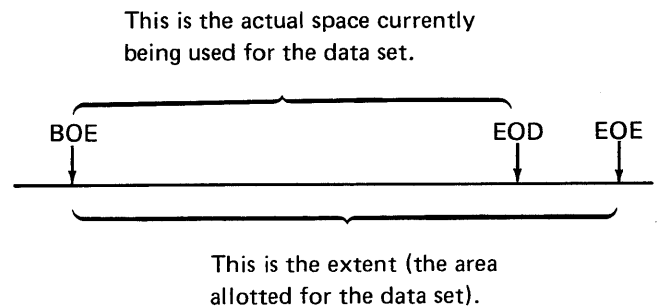 This is the actual space currently
being used for the data set.
BOE EOD EOE
This is the extent (the area
allotted for the data set).